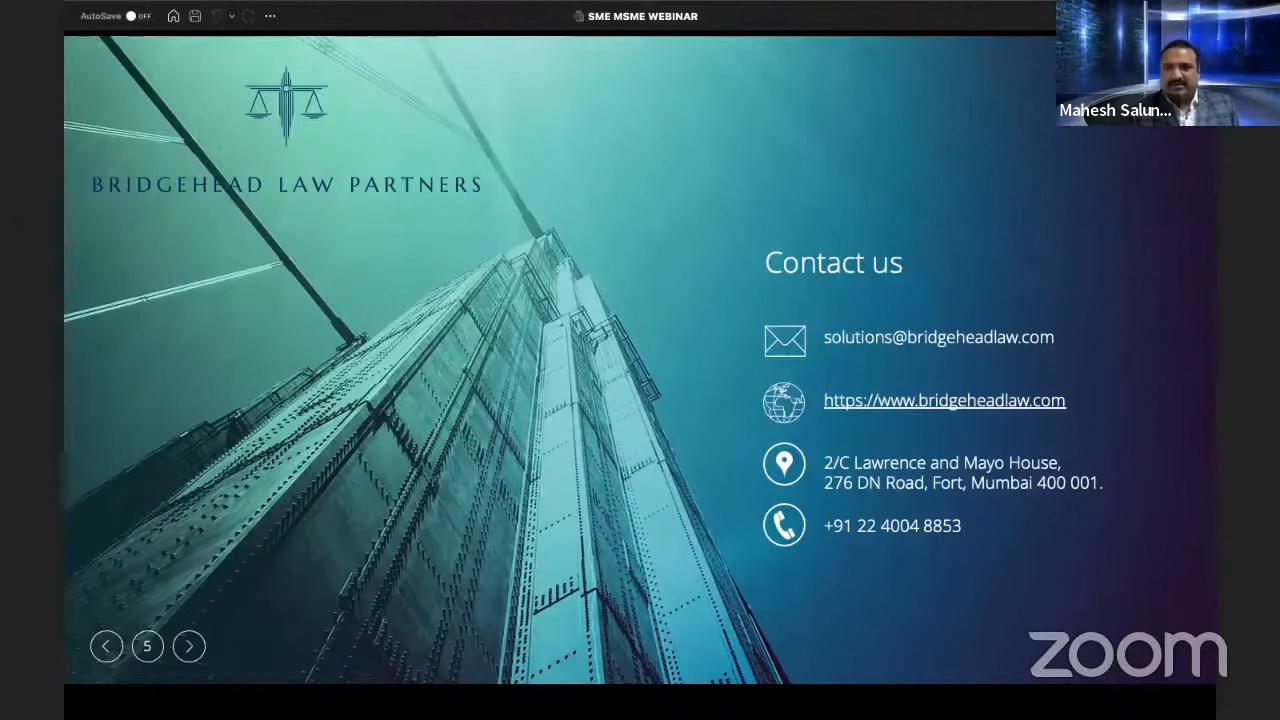 AutoSave OFF
SME MSME WEBINAR
Mahesh Salun...
BRIDGEHEAD LAW PARTNERS
Contact us
solutions@bridgeheadlaw.com
https://www.bridgeheadlaw.com
2/C Lawrence and Mayo House,
276 DN Road, Fort, Mumbai 400 001.
+91 22 4004 8853
5
zoom